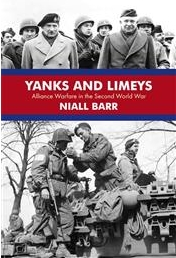 YANKS AND LIMEYS
Alliance Warfare in the Second World War
NIALL BARR